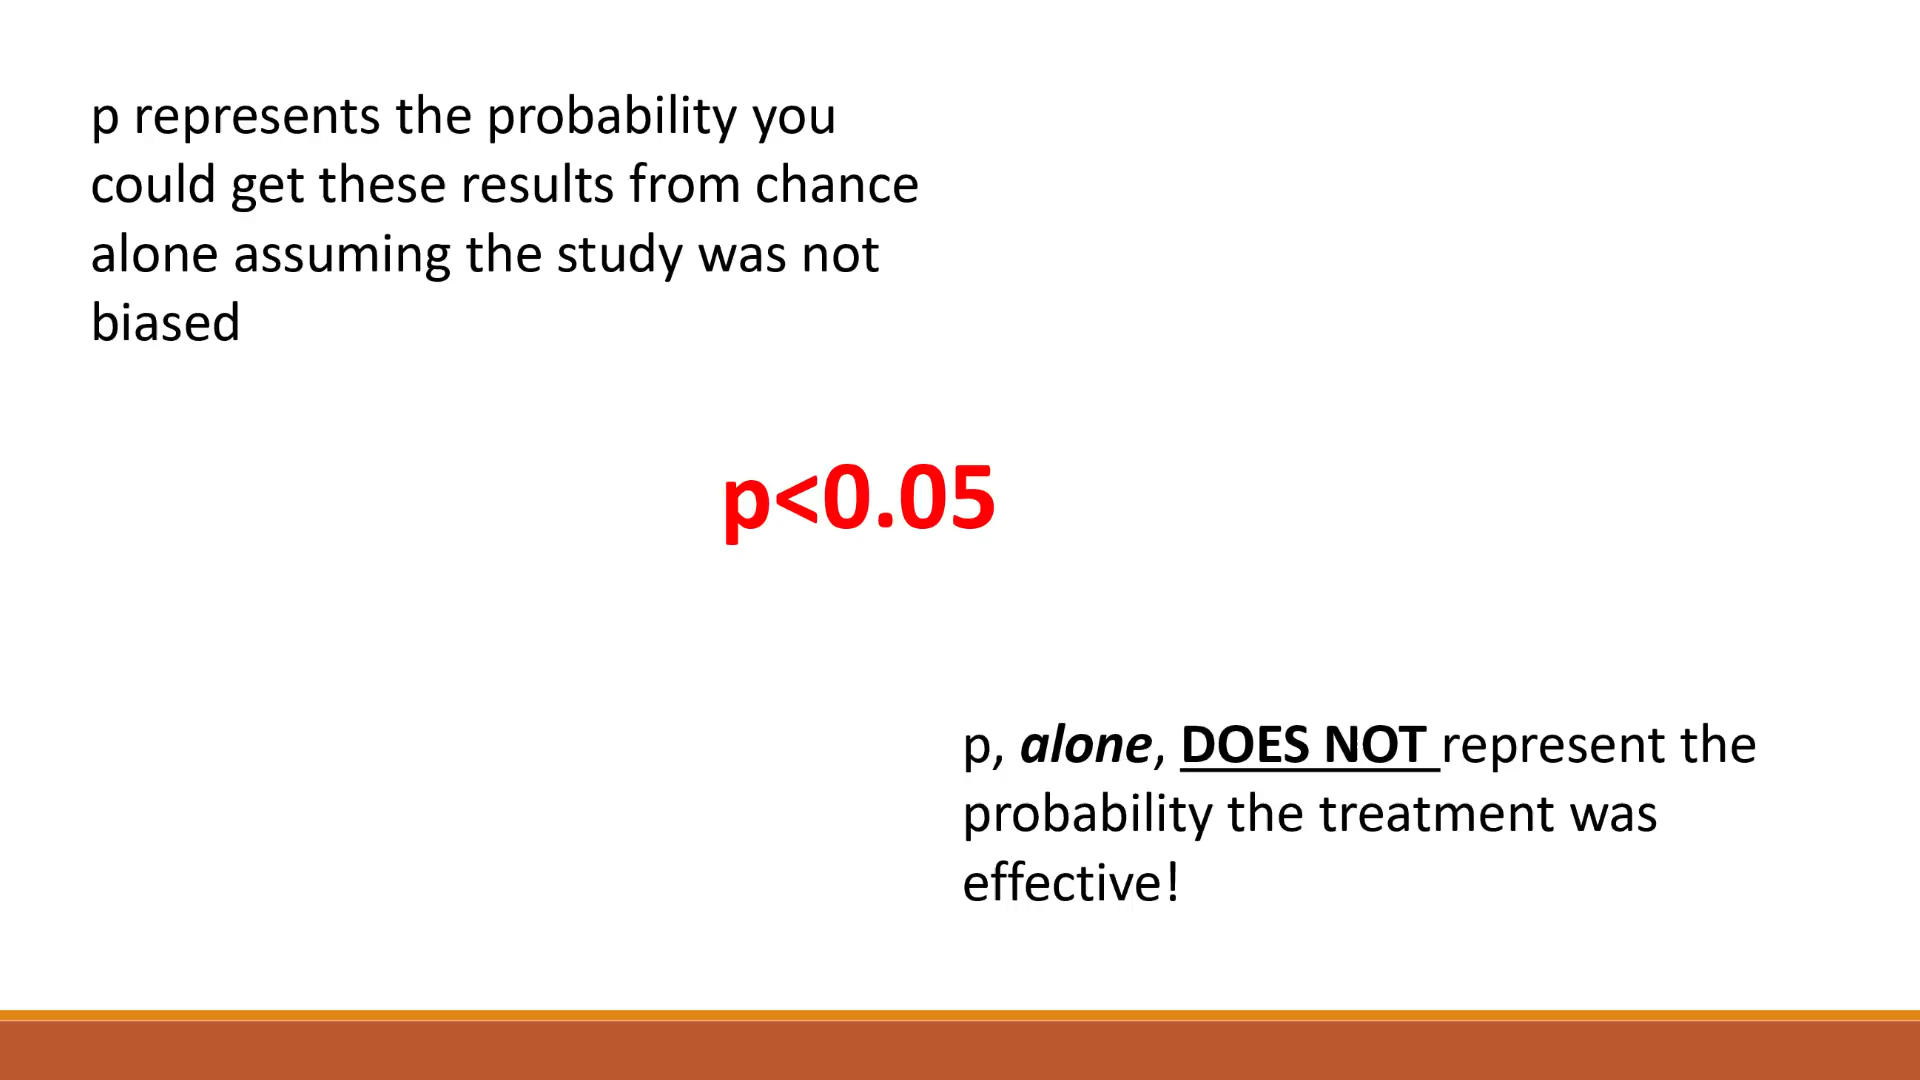 p represents the probability you
could get these results from chance
alone assuming the study was not
biased
p<0.05
p, alone, DOES NOT represent the
probability the treatment was
effective!